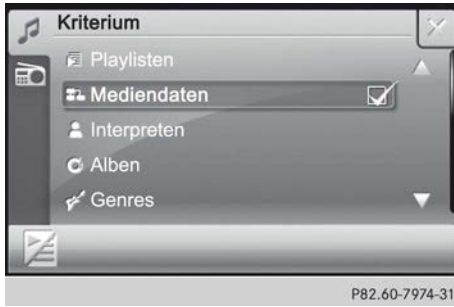 Kriterium
Playlisten
Mediendaten
Interpreten
Alben
Genres
P82.60-7974-31